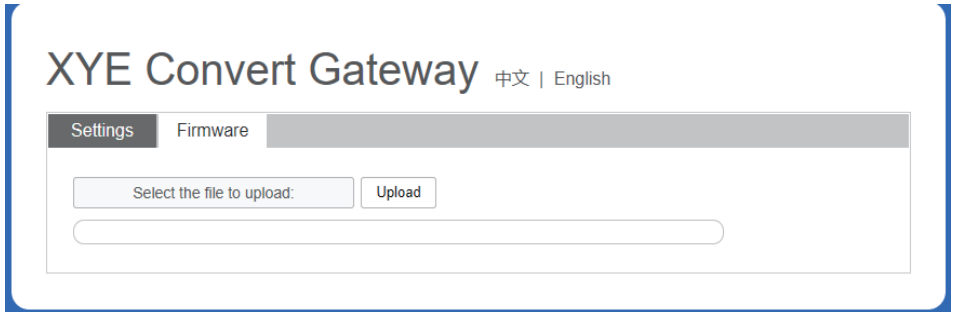 XYE Convert Gateway 中文 | English
Settings Firmware
Select the file to upload: Upload